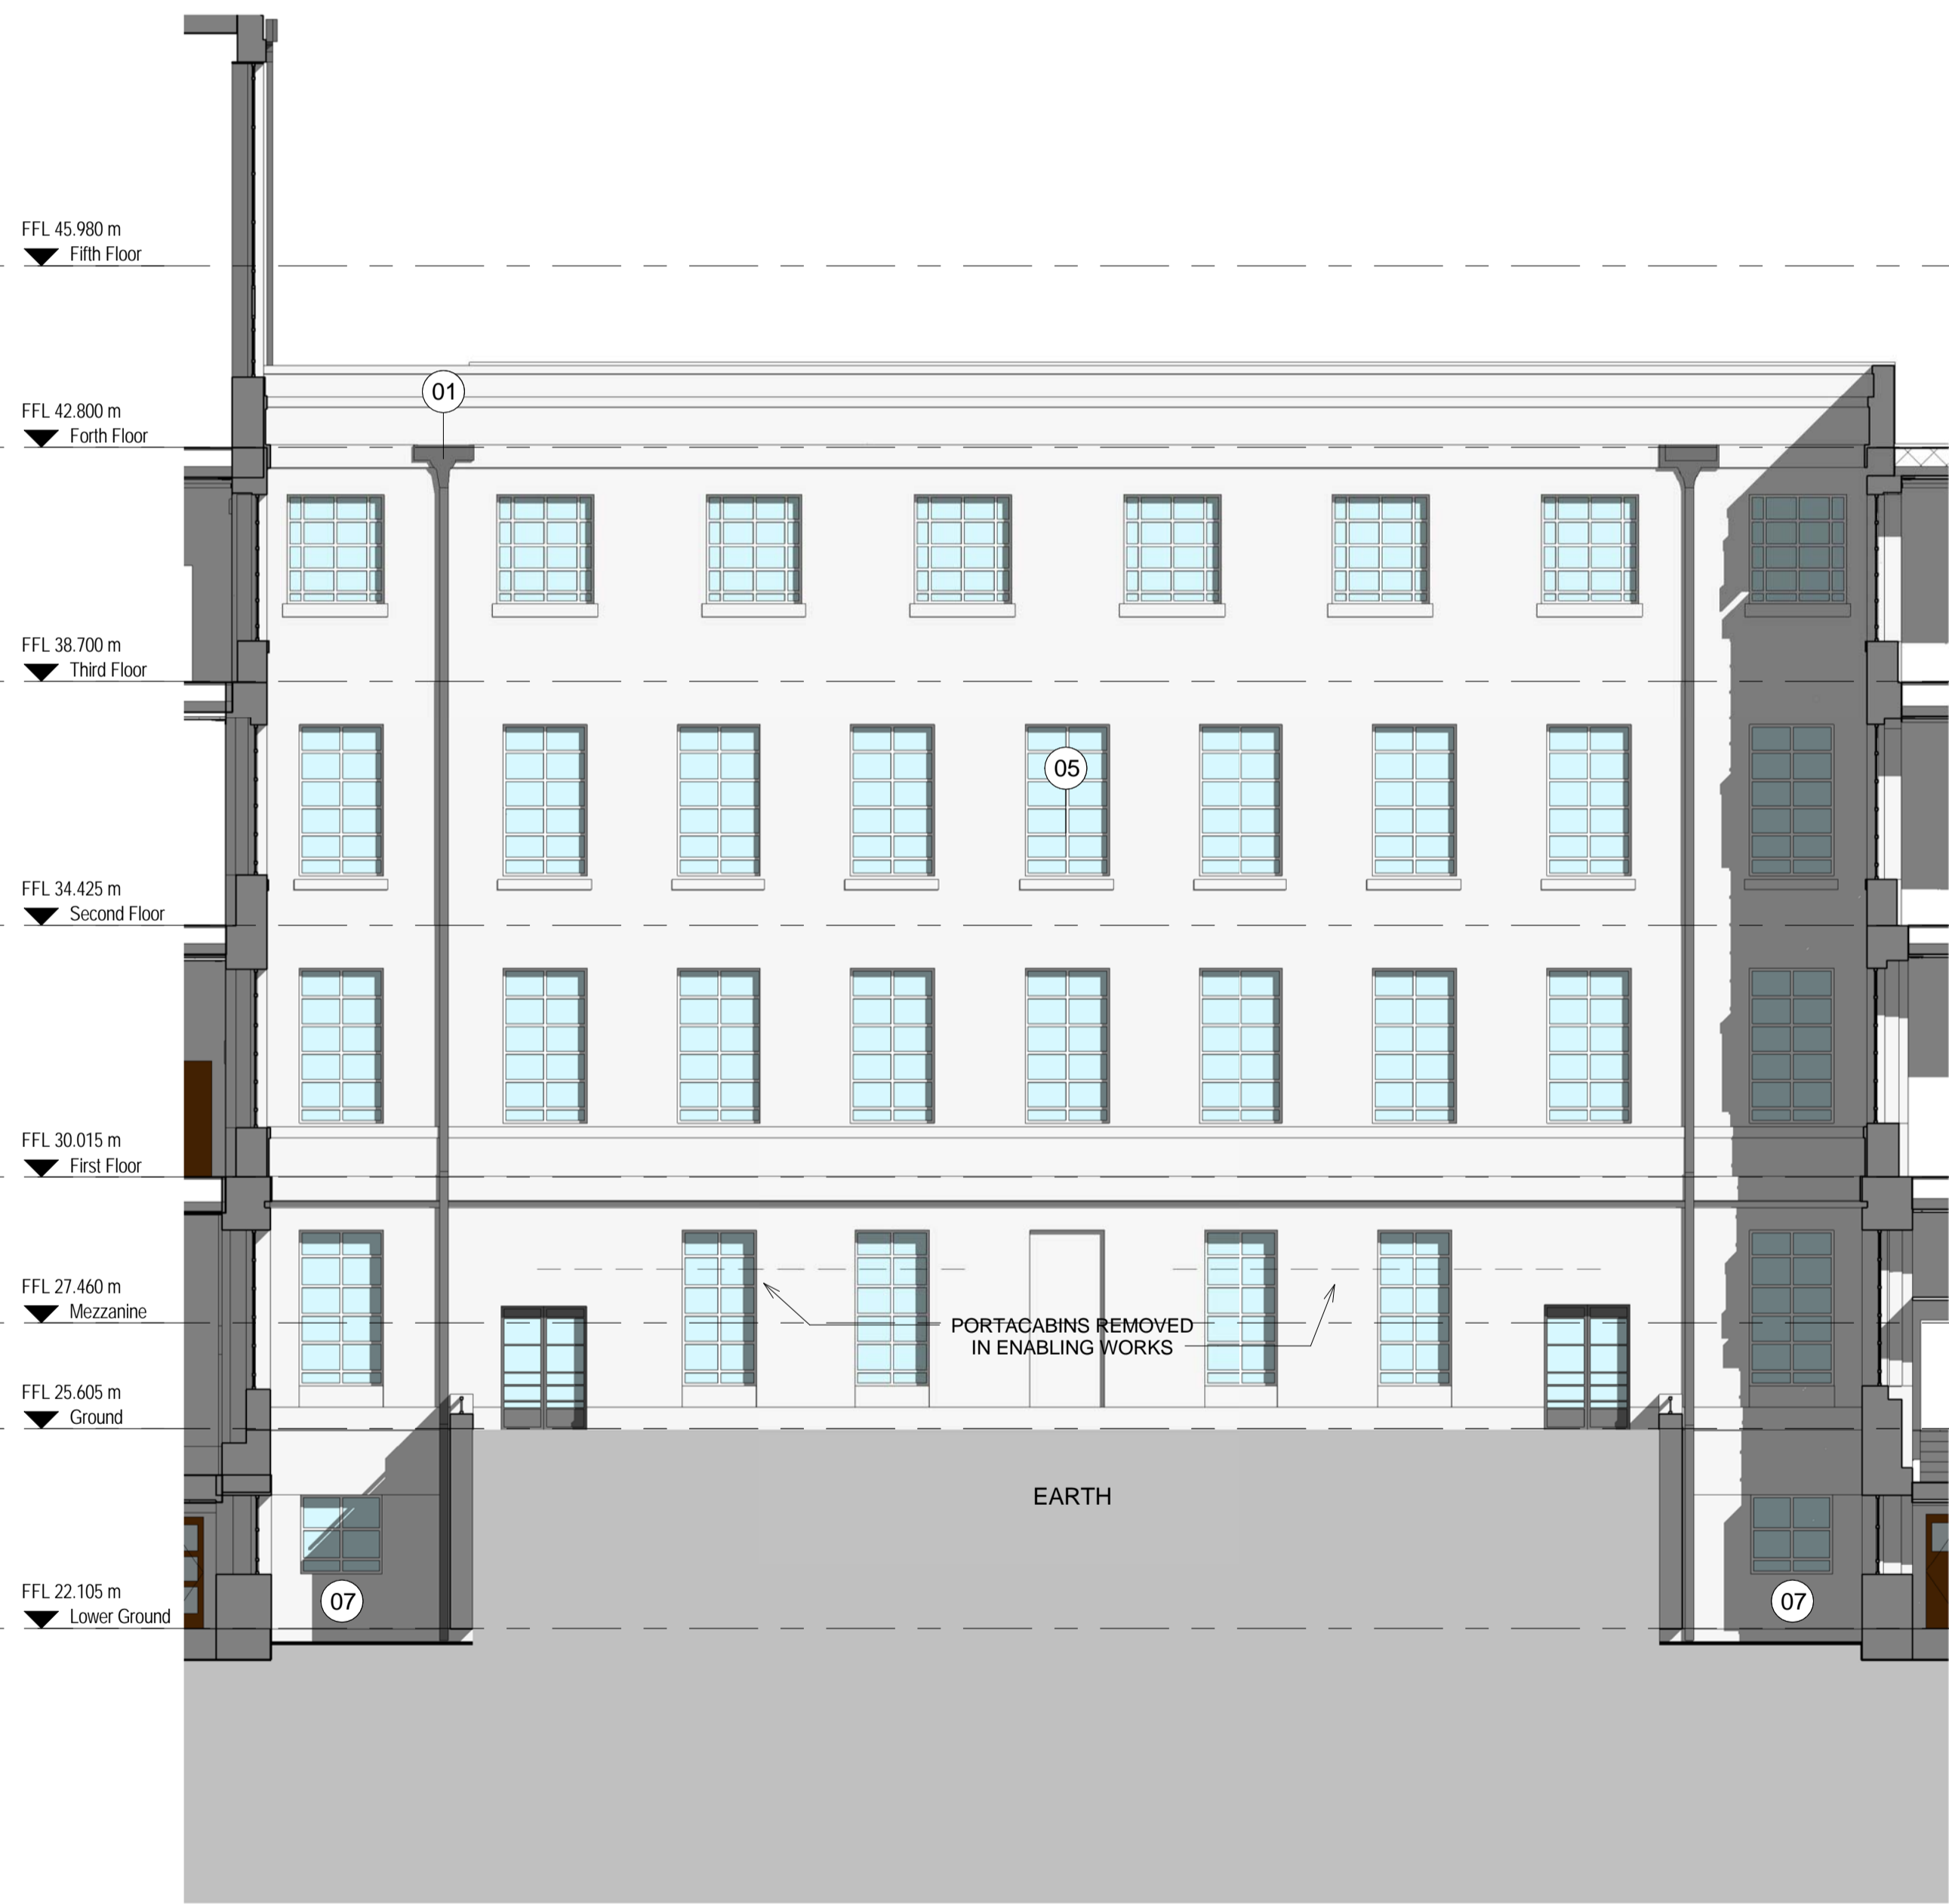 FFL 45.980 m
Fifth Floor
01
FFL 42.800 m
Forth Floor
FFL 38.700 m
Third Floor
05
FFL 34.425 m
Second Floor
FFL 30.015 m
First Floor
FFL 27.460 m
Mezzanine
PORTACABINS REMOVED
IN ENABLING WORKS
FFL 25.605 m
Ground
EARTH
FFL 22.105 m
Lower Ground
07
07